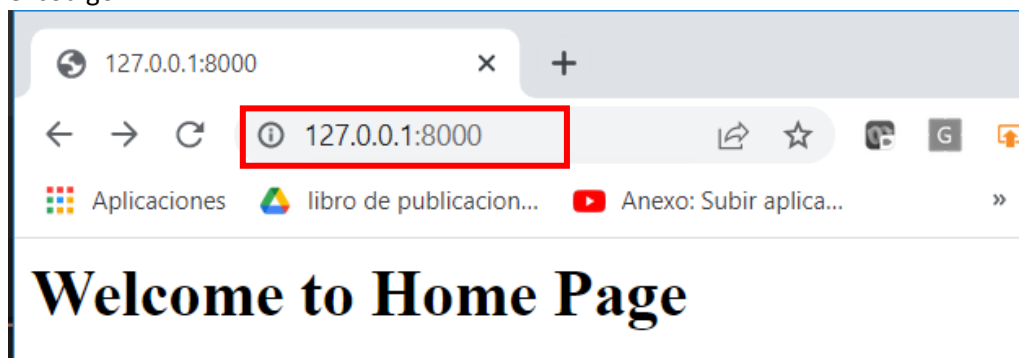 127.0.0.1:8000
127.0.0.1:8000
G
Aplicaciones libro de publicacion... Anexo: Subir aplica... »
Welcome to Home Page